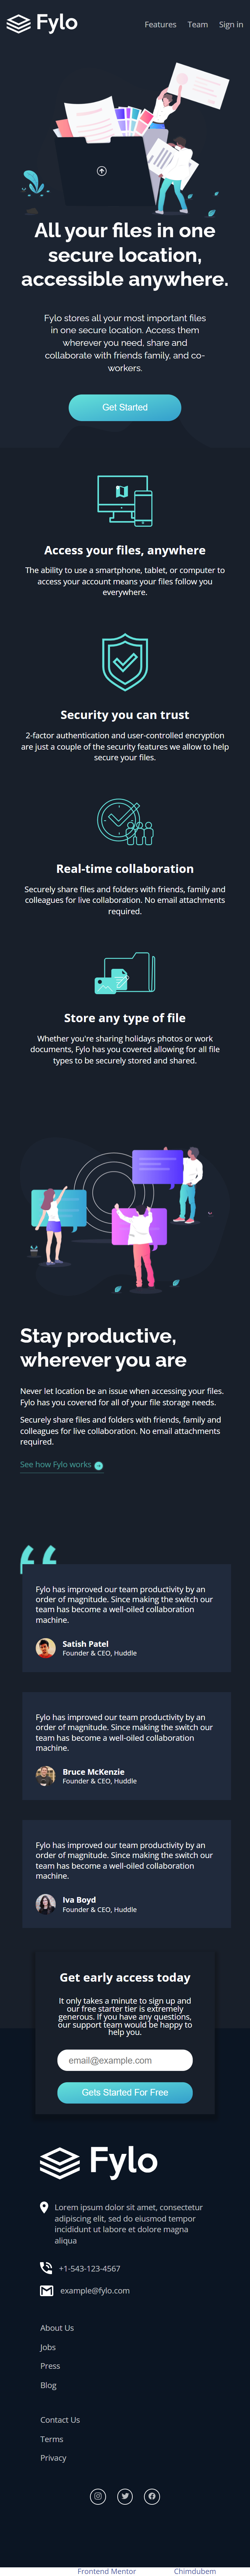 Fylo
Features Team Sign in
All your files in one
secure location,
accessible anywhere.
Fylo stores all your most important files
in one secure location. Access them
wherever you need, share and
collaborate with friends family, and co-
workers.
Get Started
Access your files, anywhere
The ability to use a smartphone, tablet, or computer to
access your account means your files follow you
everywhere.
Security you can trust
2-factor authentication and user-controlled encryption
are just a couple of the security features we allow to help
secure your files.
Real-time collaboration
Securely share files and folders with friends, family and
colleagues for live collaboration. No email attachments
required.
Store any type of file
Whether you're sharing holidays photos or work
documents, Fylo has you covered allowing for all file
types to be securely stored and shared.
Stay productive,
wherever you are
Never let location be an issue when accessing your files.
Fylo has you covered for all of your file storage needs.
Securely share files and folders with friends, family and
colleagues for live collaboration. No email attachments
required.
See how Fylo works
Fylo has improved our team productivity by an
order of magnitude. Since making the switch our
team has become a well-oiled collaboration
machine.
Satish Patel
Founder & CEO, Huddle
Fylo has improved our team productivity by an
order of magnitude. Since making the switch our
team has become a well-oiled collaboration
machine.
Bruce McKenzie
Founder & CEO, Huddle
Fylo has improved our team productivity by an
order of magnitude. Since making the switch our
team has become a well-oiled collaboration
machine.
Iva Boyd
Founder & CEO, Huddle
Get early access today
It only takes a minute to sign up and
our free starter tier is extremely
generous. If you have any questions,
our support team would be happy to
help you.
email@example.com
Gets Started For Free
Fylo
Lorem ipsum dolor sit amet, consectetur
adipiscing elit, sed do eiusmod tempor
incididunt ut labore et dolore magna
aliqua
+1-543-123-4567
example@fylo.com
About Us
Jobs
Press
Blog
Contact Us
Terms
Privacy
Frontend Mentor Chimdubem